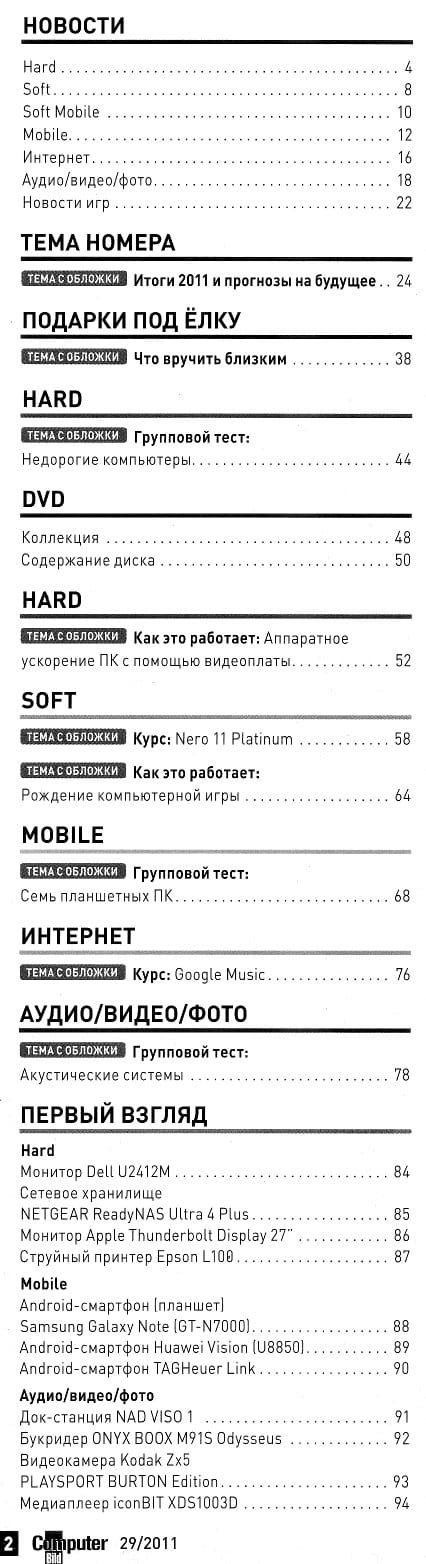 НОВОСТИ
Hard . . . . . . . . . . 4
Soft. . . . . . . . . . 8
Soft Mobile . . . . . . . . . . 10
Mobile. . . . . . . . . . 12
Интернет. . . . . . . . . . 16
Аудио/видео/фото. . . . . . . . . . 18
Новости игр . . . . . . . . . . 22
ТЕМА НОМЕРА
ТЕМА С ОБЛОЖКИ Итоги 2011 и прогнозы на будущее . . 24
ПОДАРКИ ПОД ЁЛКУ
ТЕМА С ОБЛОЖКИ Что вручить близким . . . . . . . . . . 38
HARD
ТЕМА С ОБЛОЖКИ Групповой тест:
Недорогие компьютеры. . . . . . . . . . 44
DVD
Коллекция . . . . . . . . . . 48
Содержание диска . . . . . . . . . . 50
HARD
ТЕМА С ОБЛОЖКИ Как это работает: Аппаратное
ускорение ПК с помощью видеоплаты. . . . . . . . . . 52
SOFT
ТЕМА С ОБЛОЖКИ Курс: Nero 11 Platinum . . . . . . . . . . 58
ТЕМА С ОБЛОЖКИ Как это работает:
Рождение компьютерной игры . . . . . . . . . . 64
MOBILE
ТЕМА С ОБЛОЖКИ Групповой тест:
Семь планшетных ПК. . . . . . . . . . 68
ИНТЕРНЕТ
ТЕМА С ОБЛОЖКИ Курс: Google Music. . . . . . . . . . 76
АУДИО/ВИДЕО/ФОТО
ТЕМА С ОБЛОЖКИ Групповой тест:
Акустические системы . . . . . . . . . . 78
ПЕРВЫЙ ВЗГЛЯД
Hard
Монитор Dell U2412M . . . . . . . . . . 84
Сетевое хранилище
NETGEAR ReadyNAS Ultra 4 Plus. . . . . . . . . . 85
Монитор Apple Thunderbolt Display 27" . . . . . . . . . . 86
Струйный принтер Epson L100 . . . . . . . . . . 87
Mobile
Android-смартфон (планшет)
Samsung Galaxy Note (GT-N7000). . . . . . . . . . 88
Android-смартфон Huawei Vision (U8850). . . . . . . . . . 89
Android-смартфон TAGHeuer Link . . . . . . . . . . 90
Аудио/видео/фото
Док-станция NAD VISO 1 . . . . . . . . . . 91
Букридер ONYX BOOX M91S Odysseus . . . . . . . . . . 92
Видеокамера Kodak Zx5
PLAYSPORT BURTON Edition. . . . . . . . . . 93
Медиаплеер iconBIT XDS1003D . . . . . . . . . . 94
2 Computer Bild 29/2011